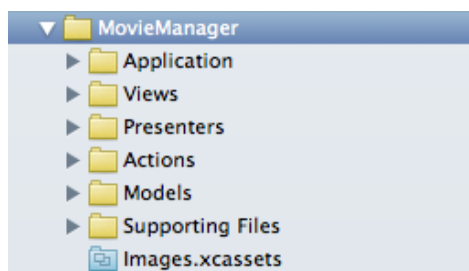 MovieManager
Application
Views
Presenters
Actions
Models
Supporting Files
Images.xcassets